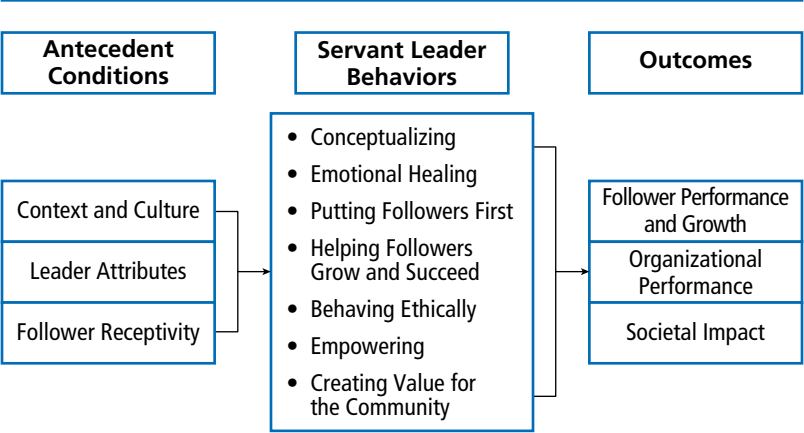 Antecedent
Conditions
Servant Leader
Behaviors
Outcomes
Context and Culture
Leader Attributes
Follower Receptivity
• Conceptualizing
• Emotional Healing
• Putting Followers First
• Helping Followers
Grow and Succeed
• Behaving Ethically
• Empowering
• Creating Value for
the Community
Follower Performance
and Growth
Organizational
Performance
Societal Impact